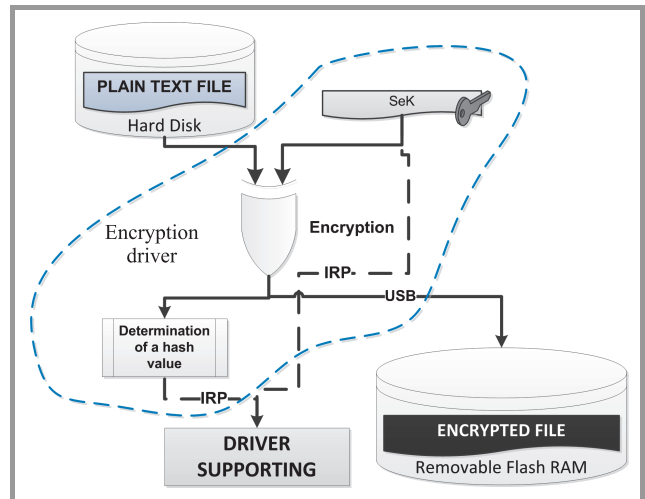 PLAIN TEXT FILE
Hard Disk
SeK
Encryption
driver
Encryption
IRP
USB
Determination
of a hash
value
IRP
DRIVER
SUPPORTING
ENCRYPTED FILE
Removable Flash RAM